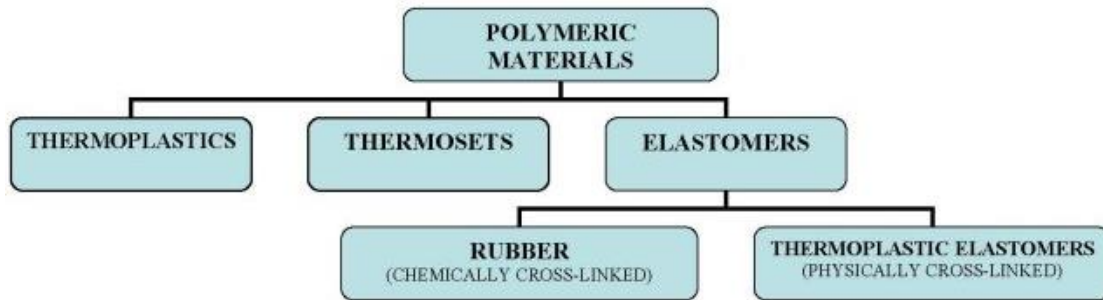 POLYMERIC
MATERIALS
THERMOPLASTICS
THERMOSETS
ELASTOMERS
RUBBER
(CHEMICALLY CROSS-LINKED)
THERMOPLASTIC ELASTOMERS
(PHYSICALLY CROSS-LINKED)